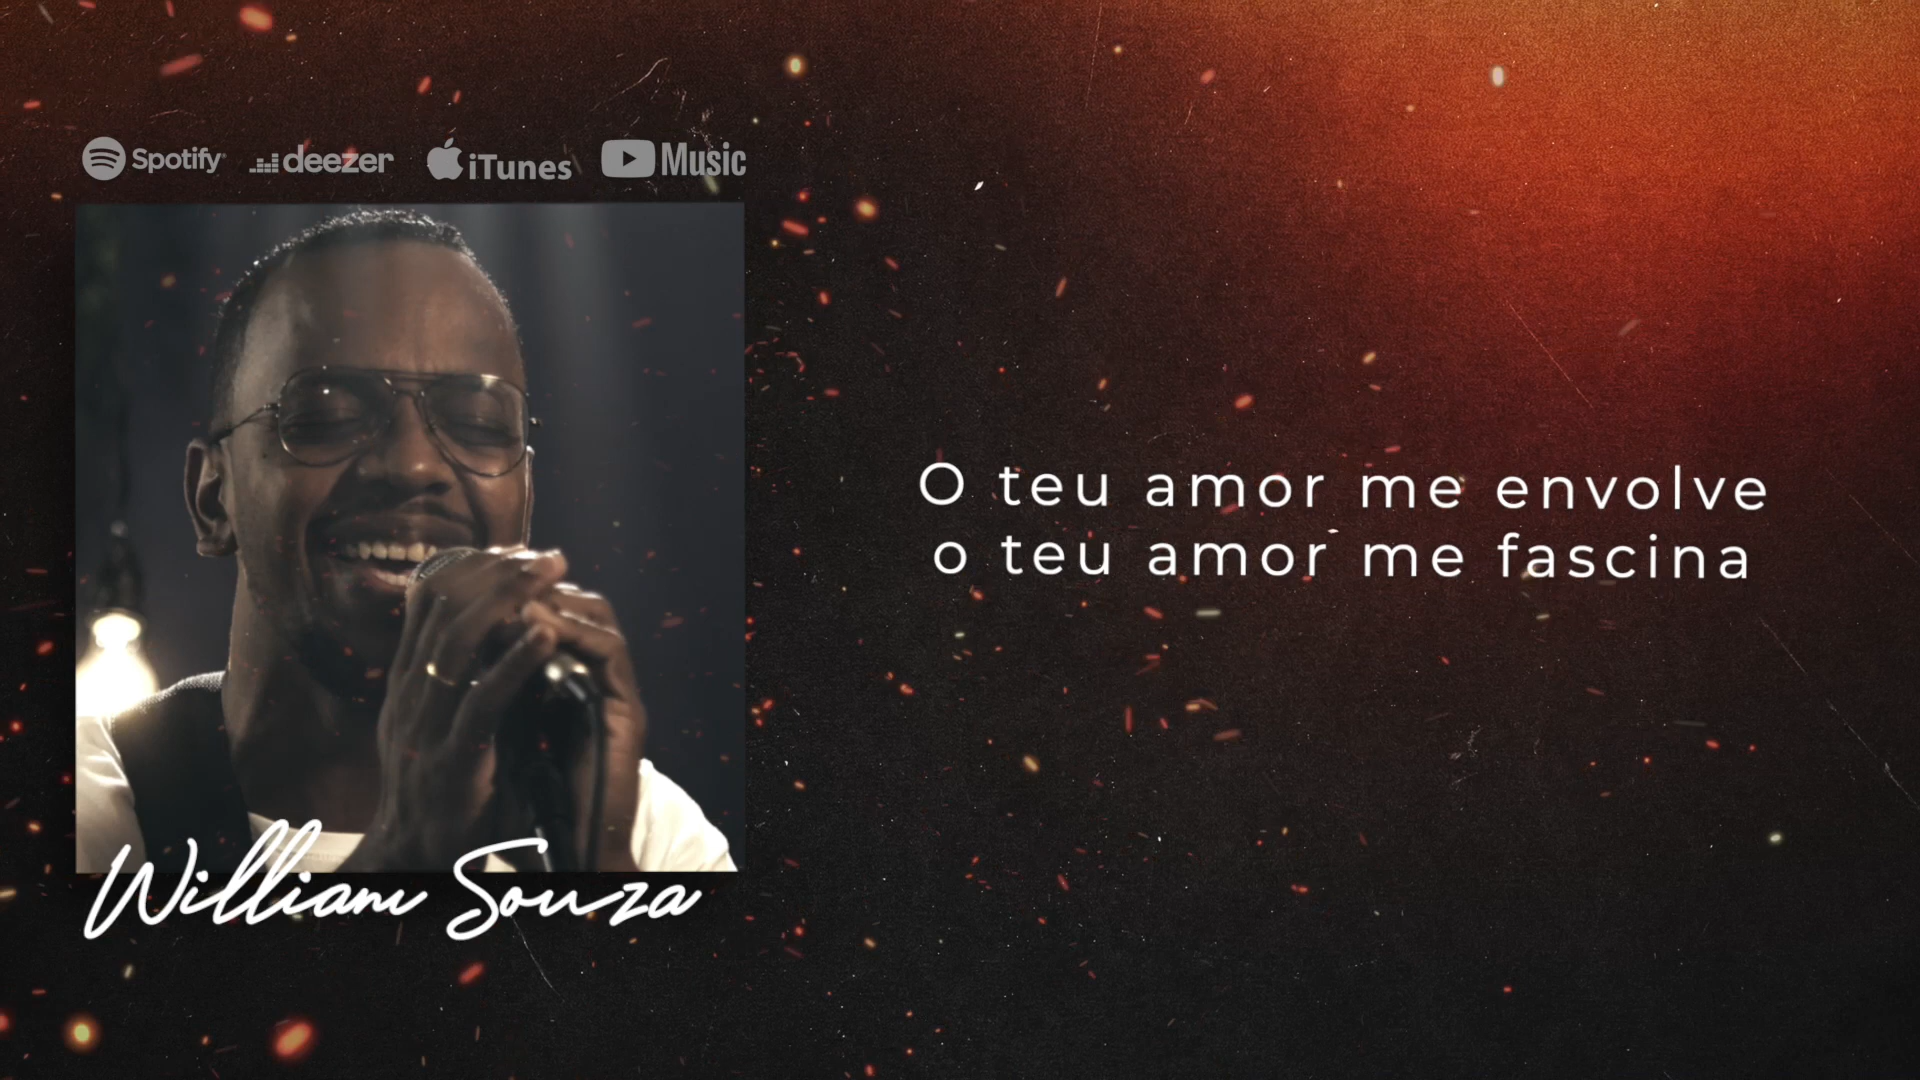 Spotify deezer iTunes Music
O teu amor me envolve
o teu amor me fascina
William Souza